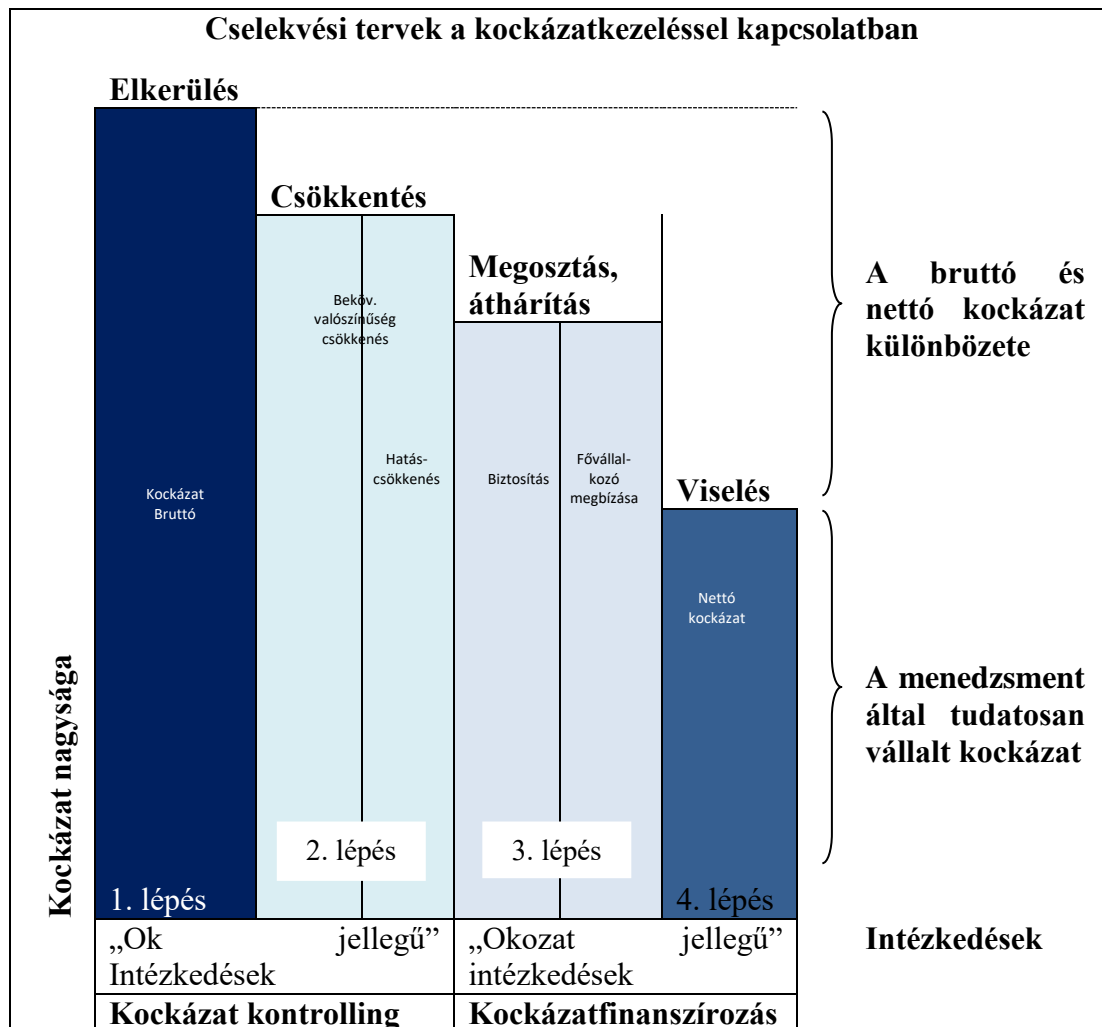 Cselekvési tervek a kockázatkezeléssel kapcsolatban
Elkerülés
Csökkentés
Megosztás,
áthárítás
Viselés
Beköv.
valószínűség
csökkenés
Hatás-
csökkenés
Biztosítás
Fővállal-
kozó
megbízása
Kockázat
Bruttó
Nettó
kockázat
A bruttó és
nettó kockázat
különbözete
A menedzsment
által tudatosan
vállalt kockázat
Kockázat nagysága
1. lépés
2. lépés
3. lépés
4. lépés
„Ok jellegű”
Intézkedések
„Okozat jellegű”
intézkedések
Intézkedések
Kockázat kontrolling
Kockázatfinanszírozás